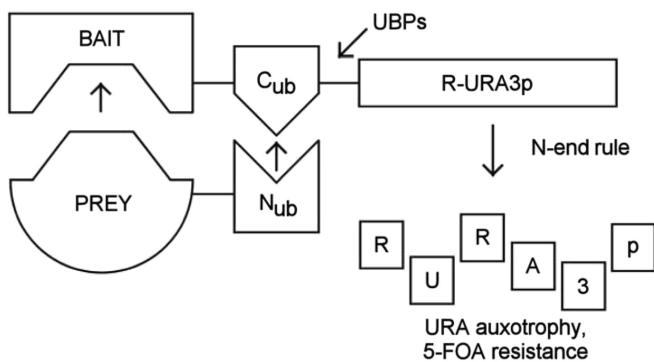 BAIT
UBPs
Cub
R-URA3p
N-end rule
PREY
Nub
R
U
R
A
3
p
URA auxotrophy,
5-FOA resistance